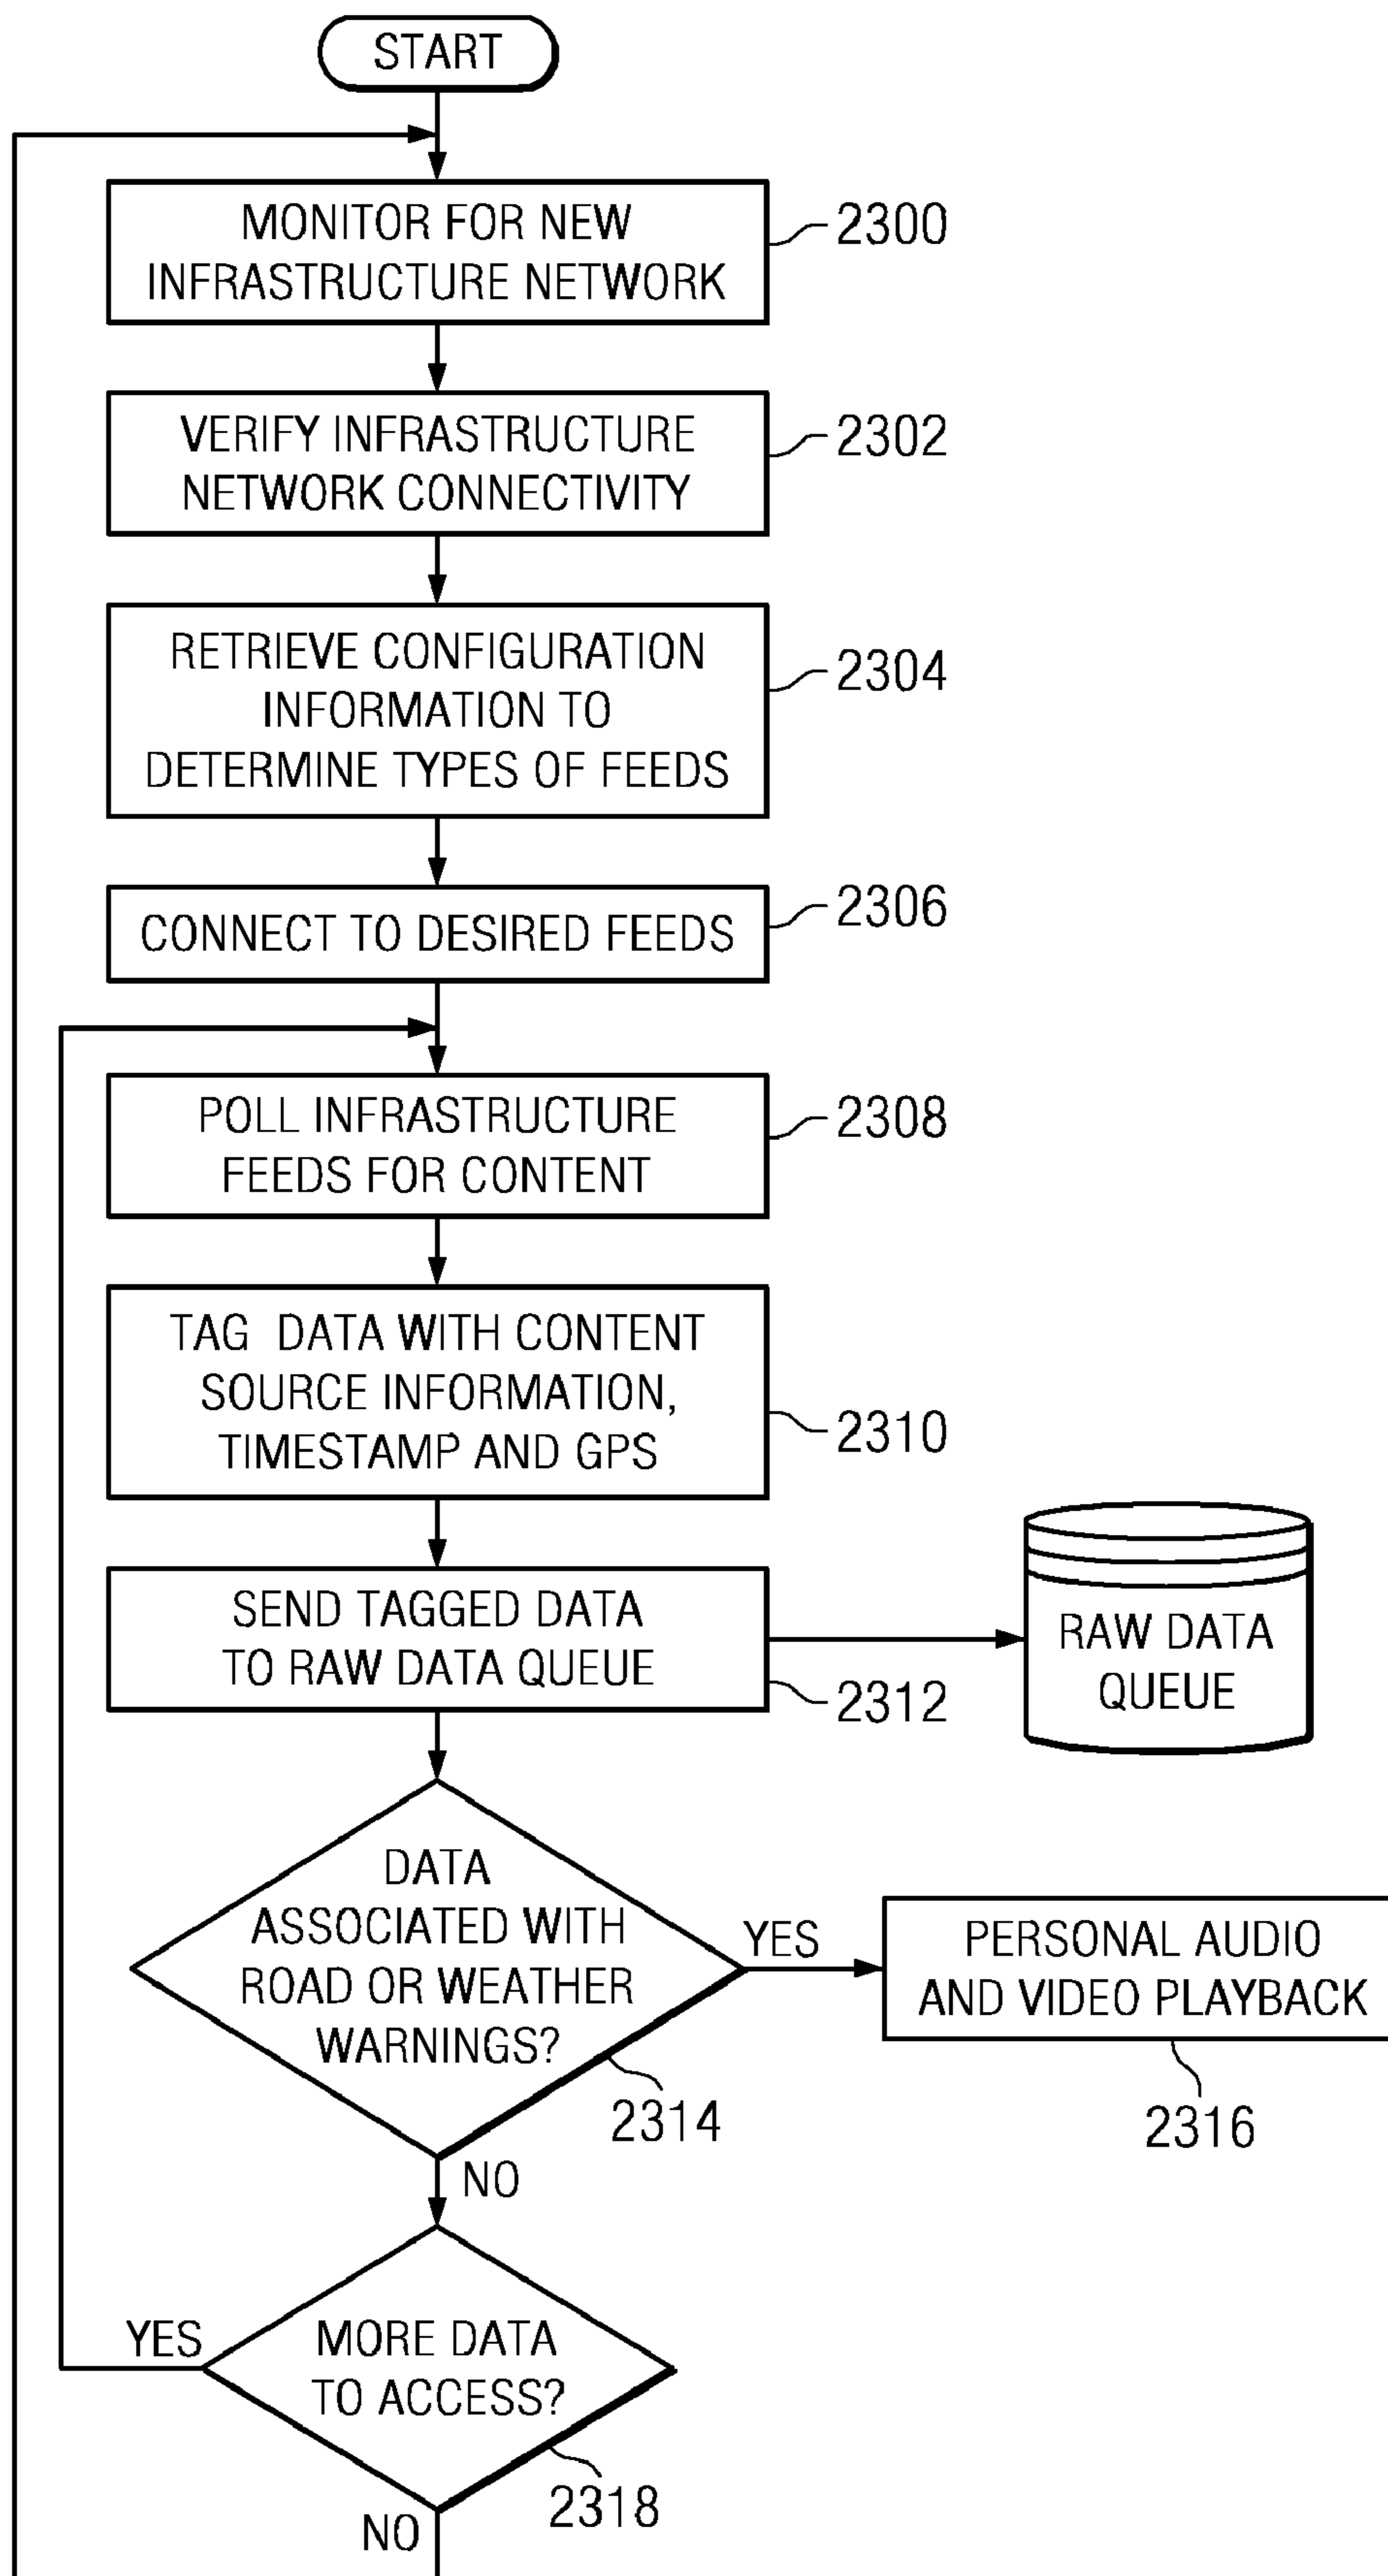 START
MONITOR FOR NEW
INFRASTRUCTURE NETWORK
2300
VERIFY INFRASTRUCTURE
NETWORK CONNECTIVITY
2302
RETRIEVE CONFIGURATION
INFORMATION TO
DETERMINE TYPES OF FEEDS
2304
CONNECT TO DESIRED FEEDS
2306
POLL INFRASTRUCTURE
FEEDS FOR CONTENT
2308
TAG DATA WITH CONTENT
SOURCE INFORMATION,
TIMESTAMP AND GPS
2310
SEND TAGGED DATA
TO RAW DATA QUEUE
2312
RAW DATA
QUEUE
DATA
ASSOCIATED WITH
ROAD OR WEATHER
WARNINGS?
2314
YES
PERSONAL AUDIO
AND VIDEO PLAYBACK
2316
NO
YES
MORE DATA
TO ACCESS?
2318
NO